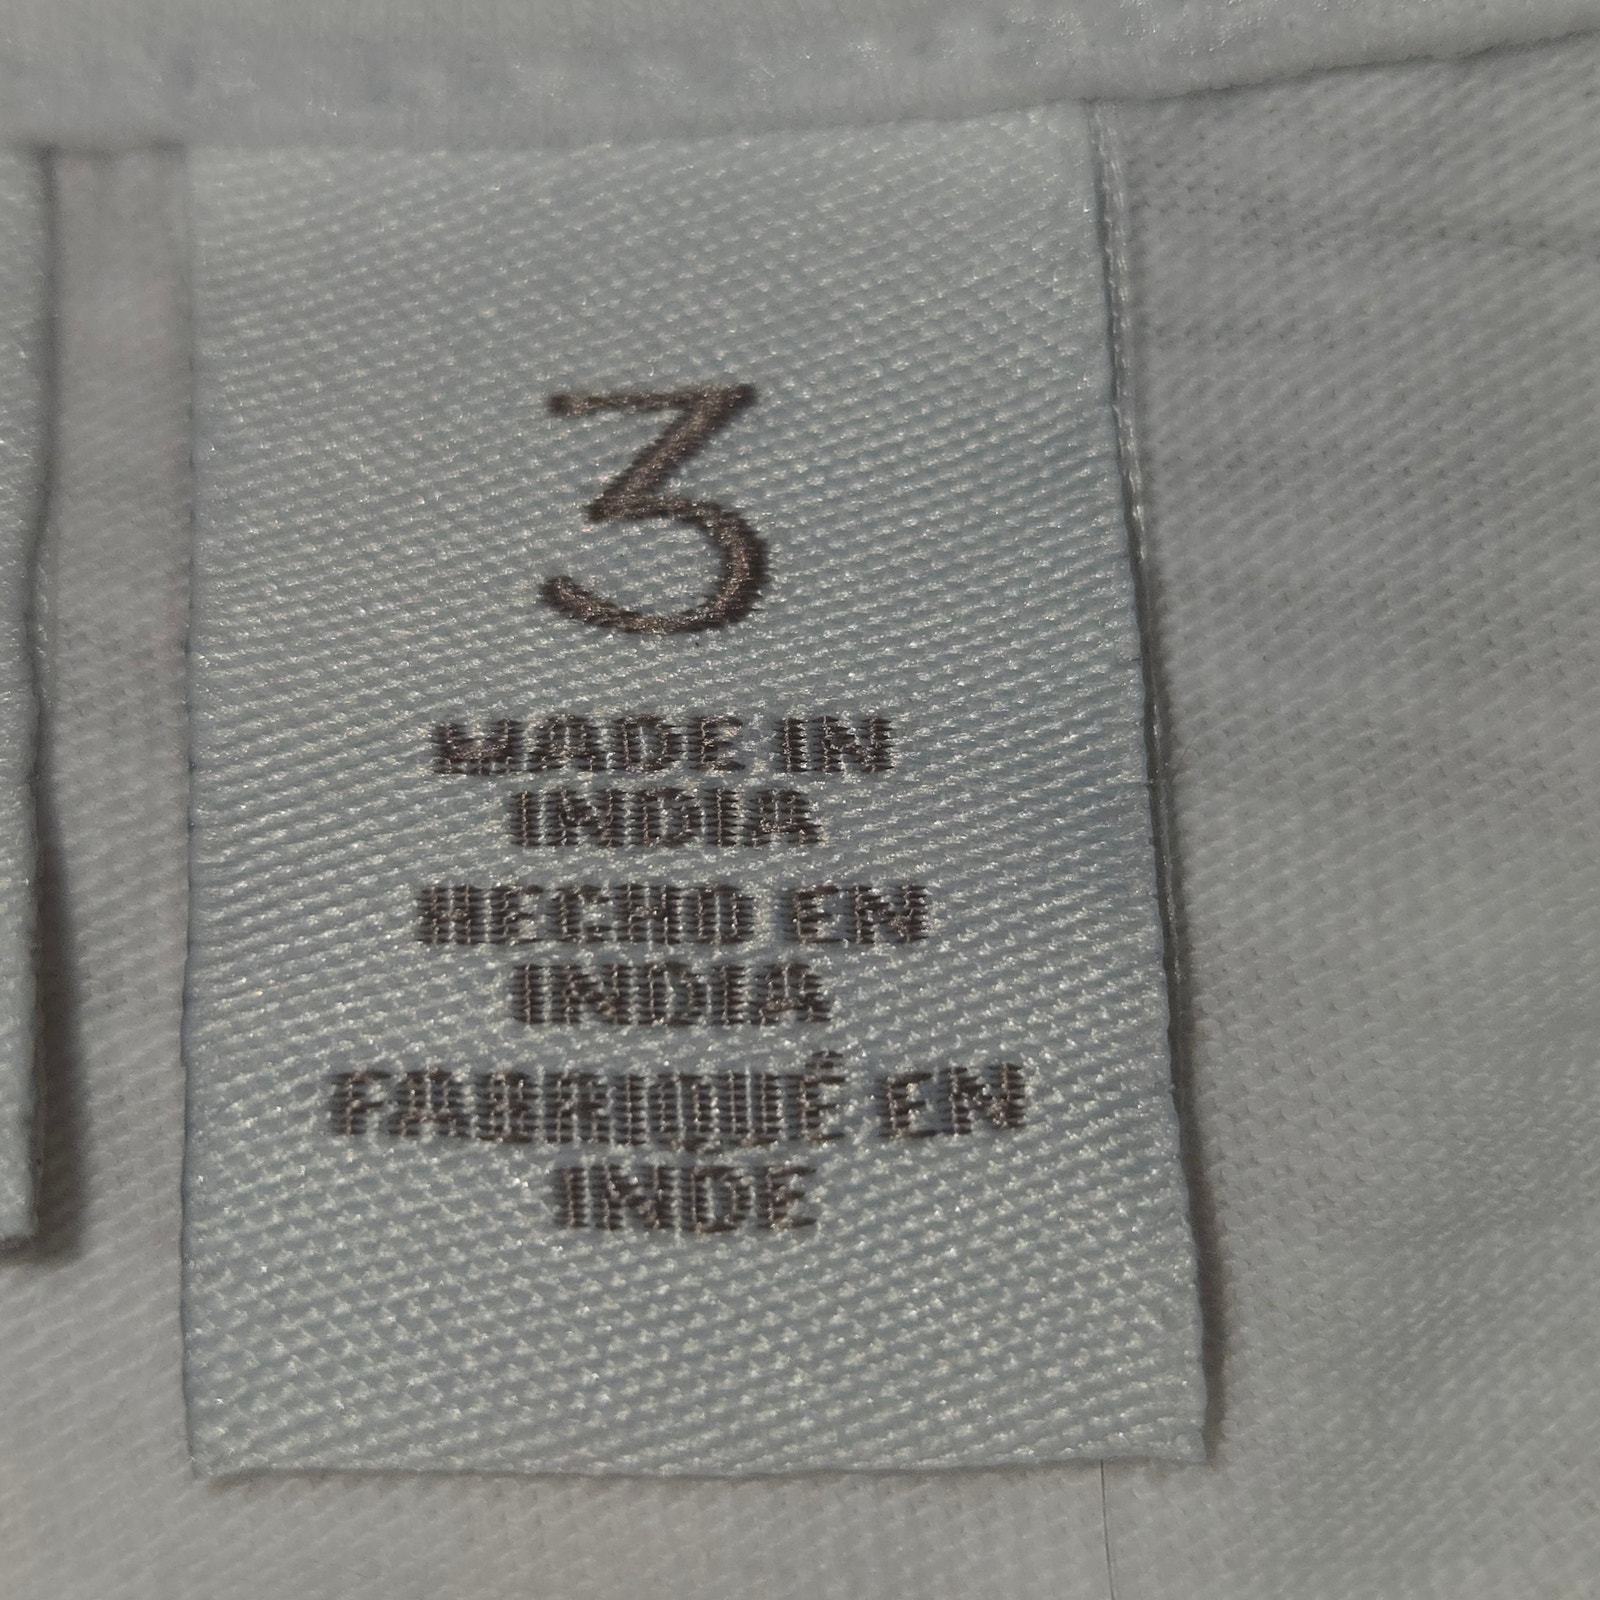 3
MADE IN
INDIA
HECHO EN
INDIA
FABRIQUÉ EN
INDE